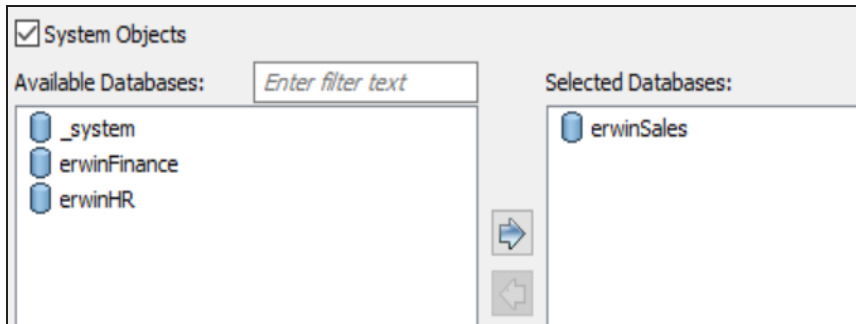 System Objects
Available Databases:
Enter filter text
Selected Databases:
_system
erwinFinance
erwinHR
erwinSales